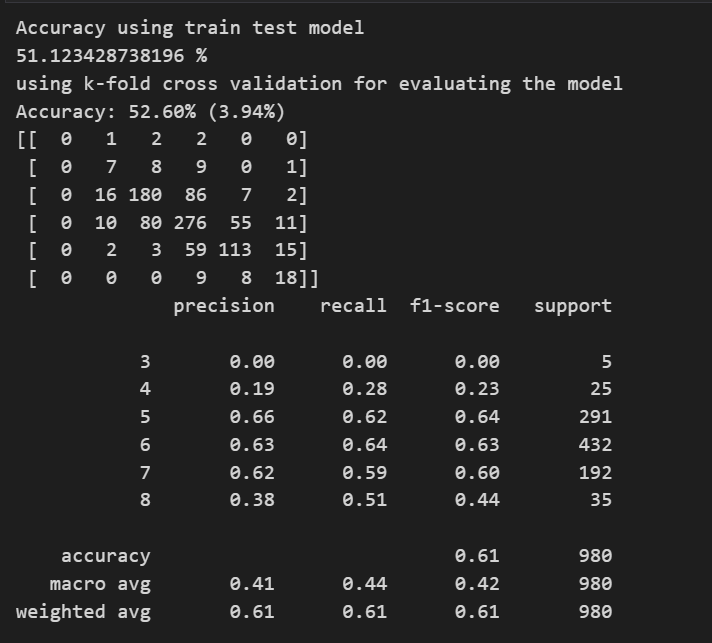 Accuracy using train test model
51.123428738196 %
using k-fold cross validation for evaluating the model
Accuracy: 52.60% (3.94%)
[[  0   1   2   2   0   0]
 [  0   7   8   9   0   1]
 [  0  16 180  86   7   2]
 [  0  10  80 276  55  11]
 [  0   2   3  59 113  15]
 [  0   0   0   9   8  18]]
              precision    recall  f1-score   support

           3       0.00      0.00      0.00         5
           4       0.19      0.28      0.23        25
           5       0.66      0.62      0.64       291
           6       0.63      0.64      0.63       432
           7       0.62      0.59      0.60       192
           8       0.38      0.51      0.44        35

    accuracy                           0.61       980
   macro avg       0.41      0.44      0.42       980
weighted avg       0.61      0.61      0.61       980